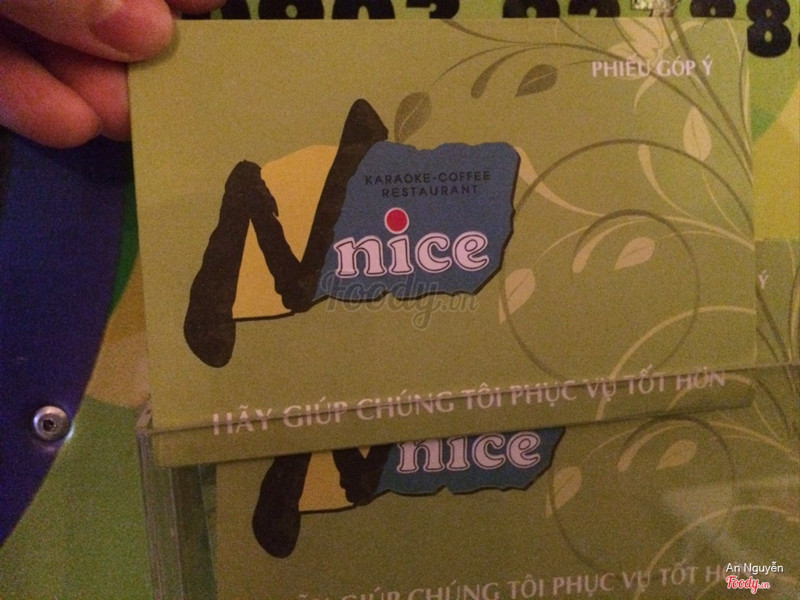 PHIẾU GÓP Ý
N
KARAOKE-COFFEE
RESTAURANT
nice
Foody.vn
HÃY GIÚP CHÚNG TÔI PHỤC VỤ TỐT HƠN
nice
GIÚP CHÚNG TÔI PHỤC VỤ TỐT
An Nguyễn
Foody.vn